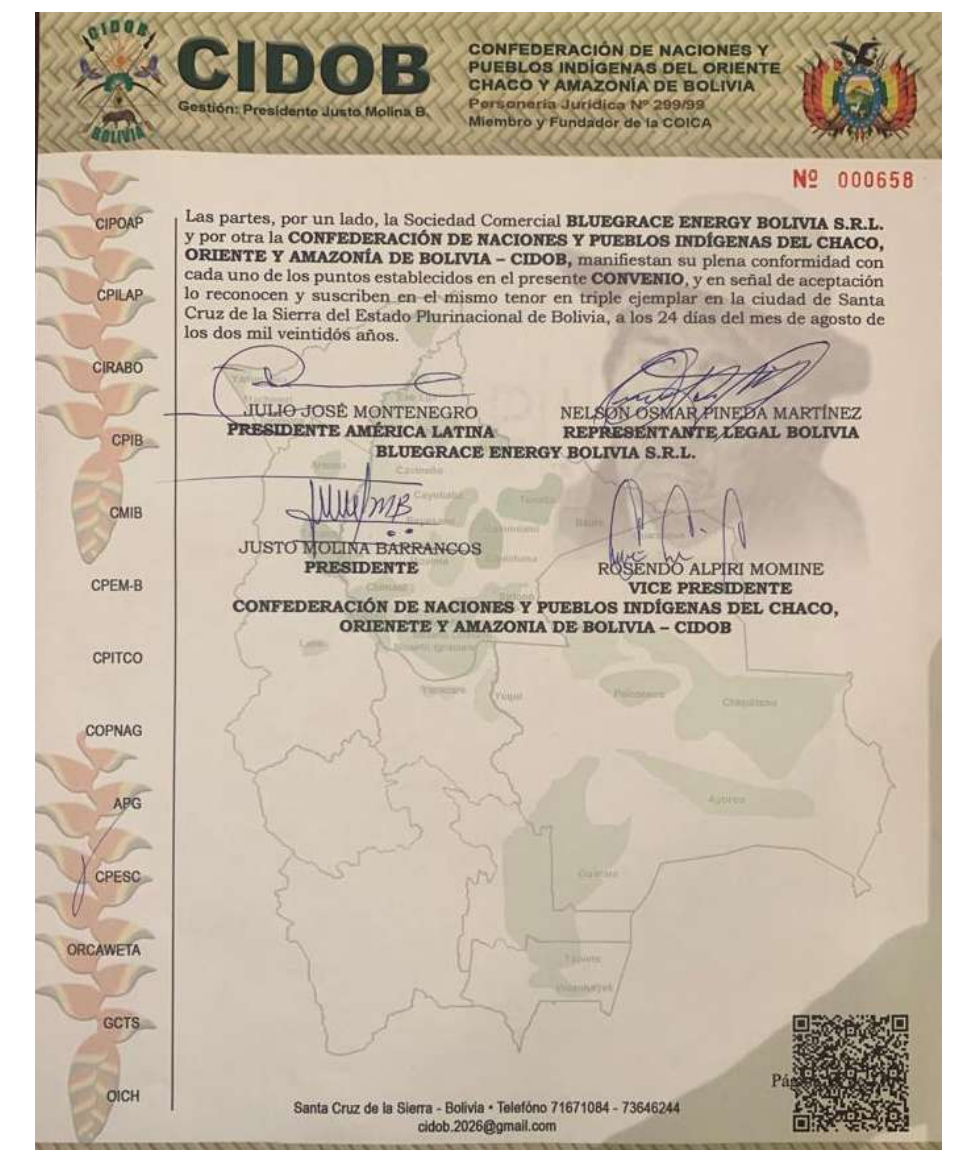 CIDOB
BOLIVIA
CIDOB
Gestión: Presidente Justo Molina B.
CONFEDERACIÓN DE NACIONES Y
PUEBLOS INDÍGENAS DEL ORIENTE
CHACO Y AMAZONÍA DE BOLIVIA
Personería Jurídica Nº 299/99
Miembro y Fundador de la COICA
Nº 000658
CIPOAP
CPILAP
CIRABO
CPIB
CMIB
CPEM-B
CPITCO
COPNAG
APG
CPESC
ORCAWETA
GCTS
OICH
Las partes, por un lado, la Sociedad Comercial BLUEGRACE ENERGY BOLIVIA S.R.L.
y por otra la CONFEDERACIÓN DE NACIONES Y PUEBLOS INDÍGENAS DEL CHACO,
ORIENTE Y AMAZONÍA DE BOLIVIA – CIDOB, manifiestan su plena conformidad con
cada uno de los puntos establecidos en el presente CONVENIO, y en señal de aceptación
lo reconocen y suscriben en el mismo tenor en triple ejemplar en la ciudad de Santa
Cruz de la Sierra del Estado Plurinacional de Bolivia, a los 24 días del mes de agosto de
los dos mil veintidós años.
JULIO JOSÉ MONTENEGRO
PRESIDENTE AMÉRICA LATINA
NELSON OSMAR PINEDA MARTÍNEZ
REPRESENTANTE LEGAL BOLIVIA
BLUEGRACE ENERGY BOLIVIA S.R.L.
JUSTO MOLINA BARRANCOS
PRESIDENTE
ROSENDO ALPIRI MOMINE
VICE PRESIDENTE
CONFEDERACIÓN DE NACIONES Y PUEBLOS INDÍGENAS DEL CHACO,
ORIENETE Y AMAZONIA DE BOLIVIA – CIDOB
Cayubaba
Yuracare
Yuqui
Chiquitano
Ayoreo
Guaraní
Tapiete
Santa Cruz de la Sierra - Bolivia • Telefóno 71671084 - 73646244
cidob.2026@gmail.com